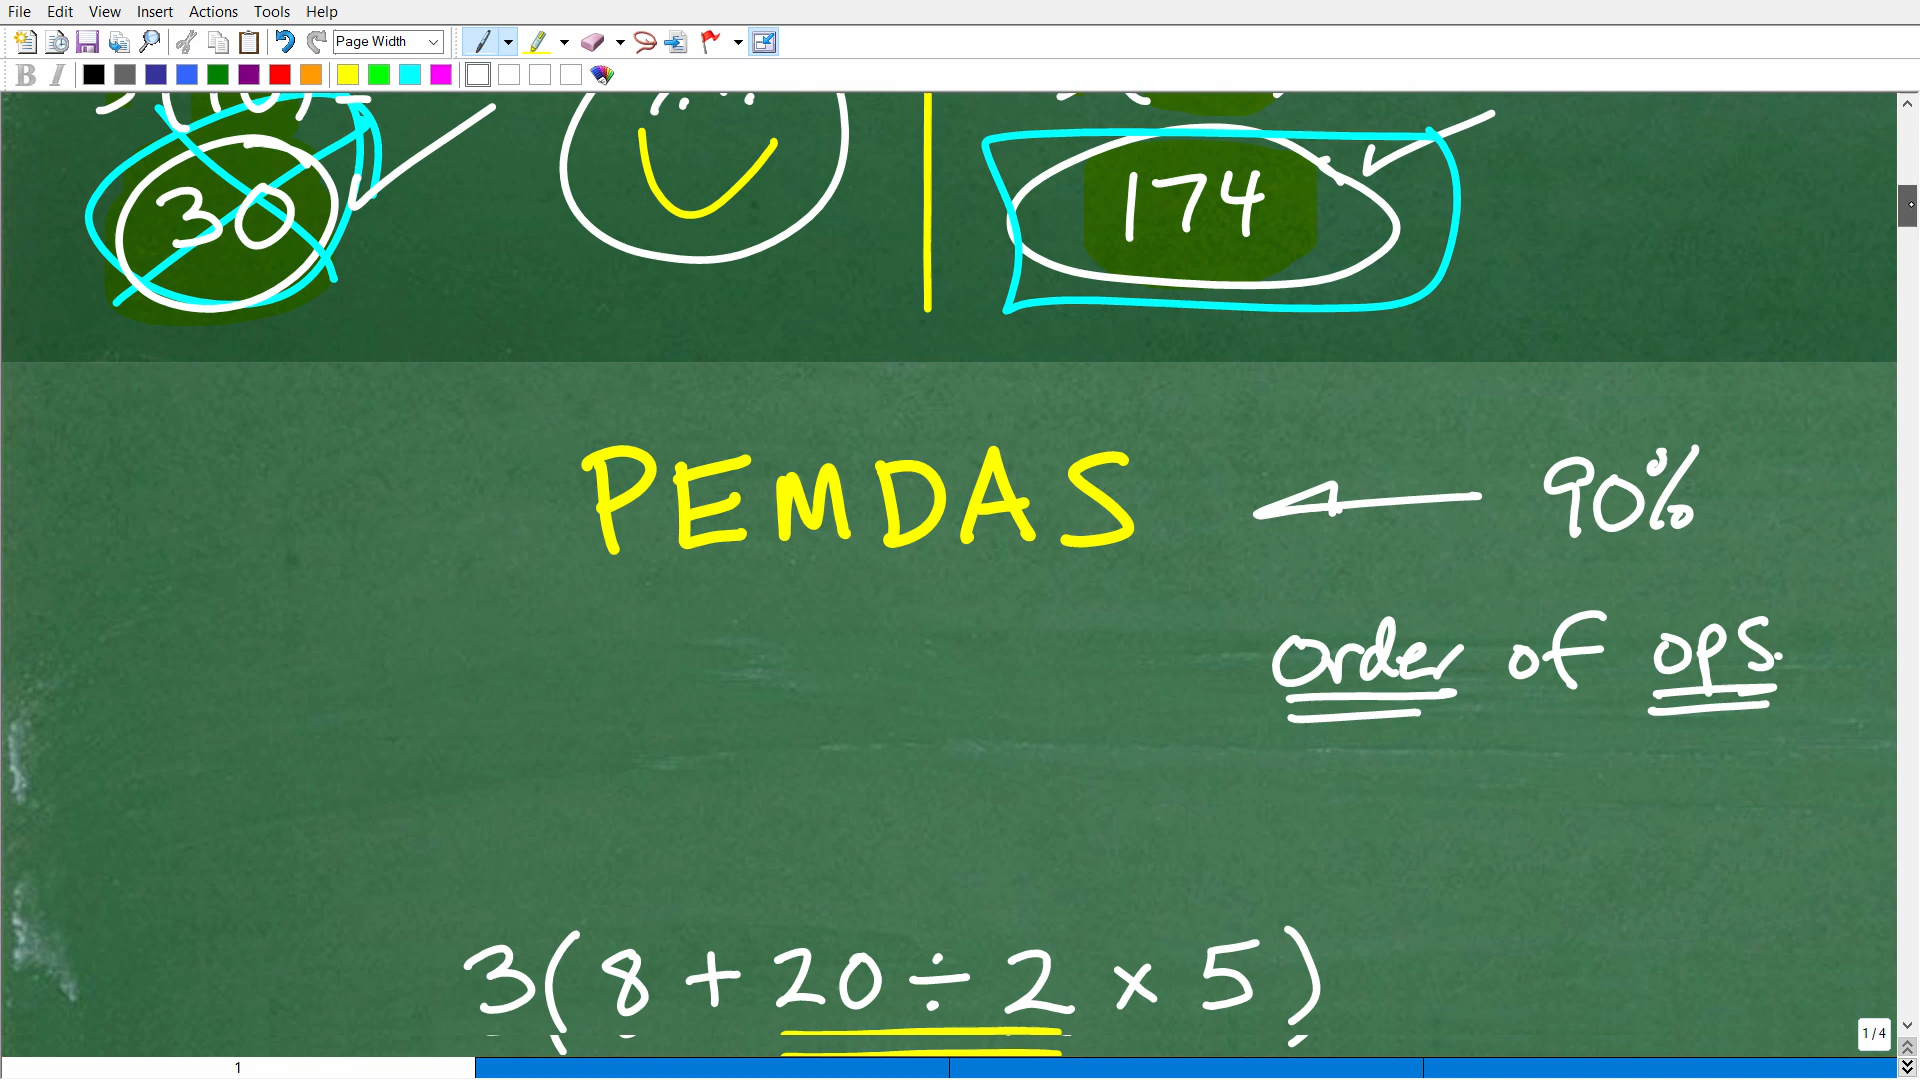 File Edit View Insert Actions Tools Help
Page Width
B I
30
174
PEMDAS
90%
order of ops.
3(8 + 20 ÷ 2 × 5)
1 / 4
1